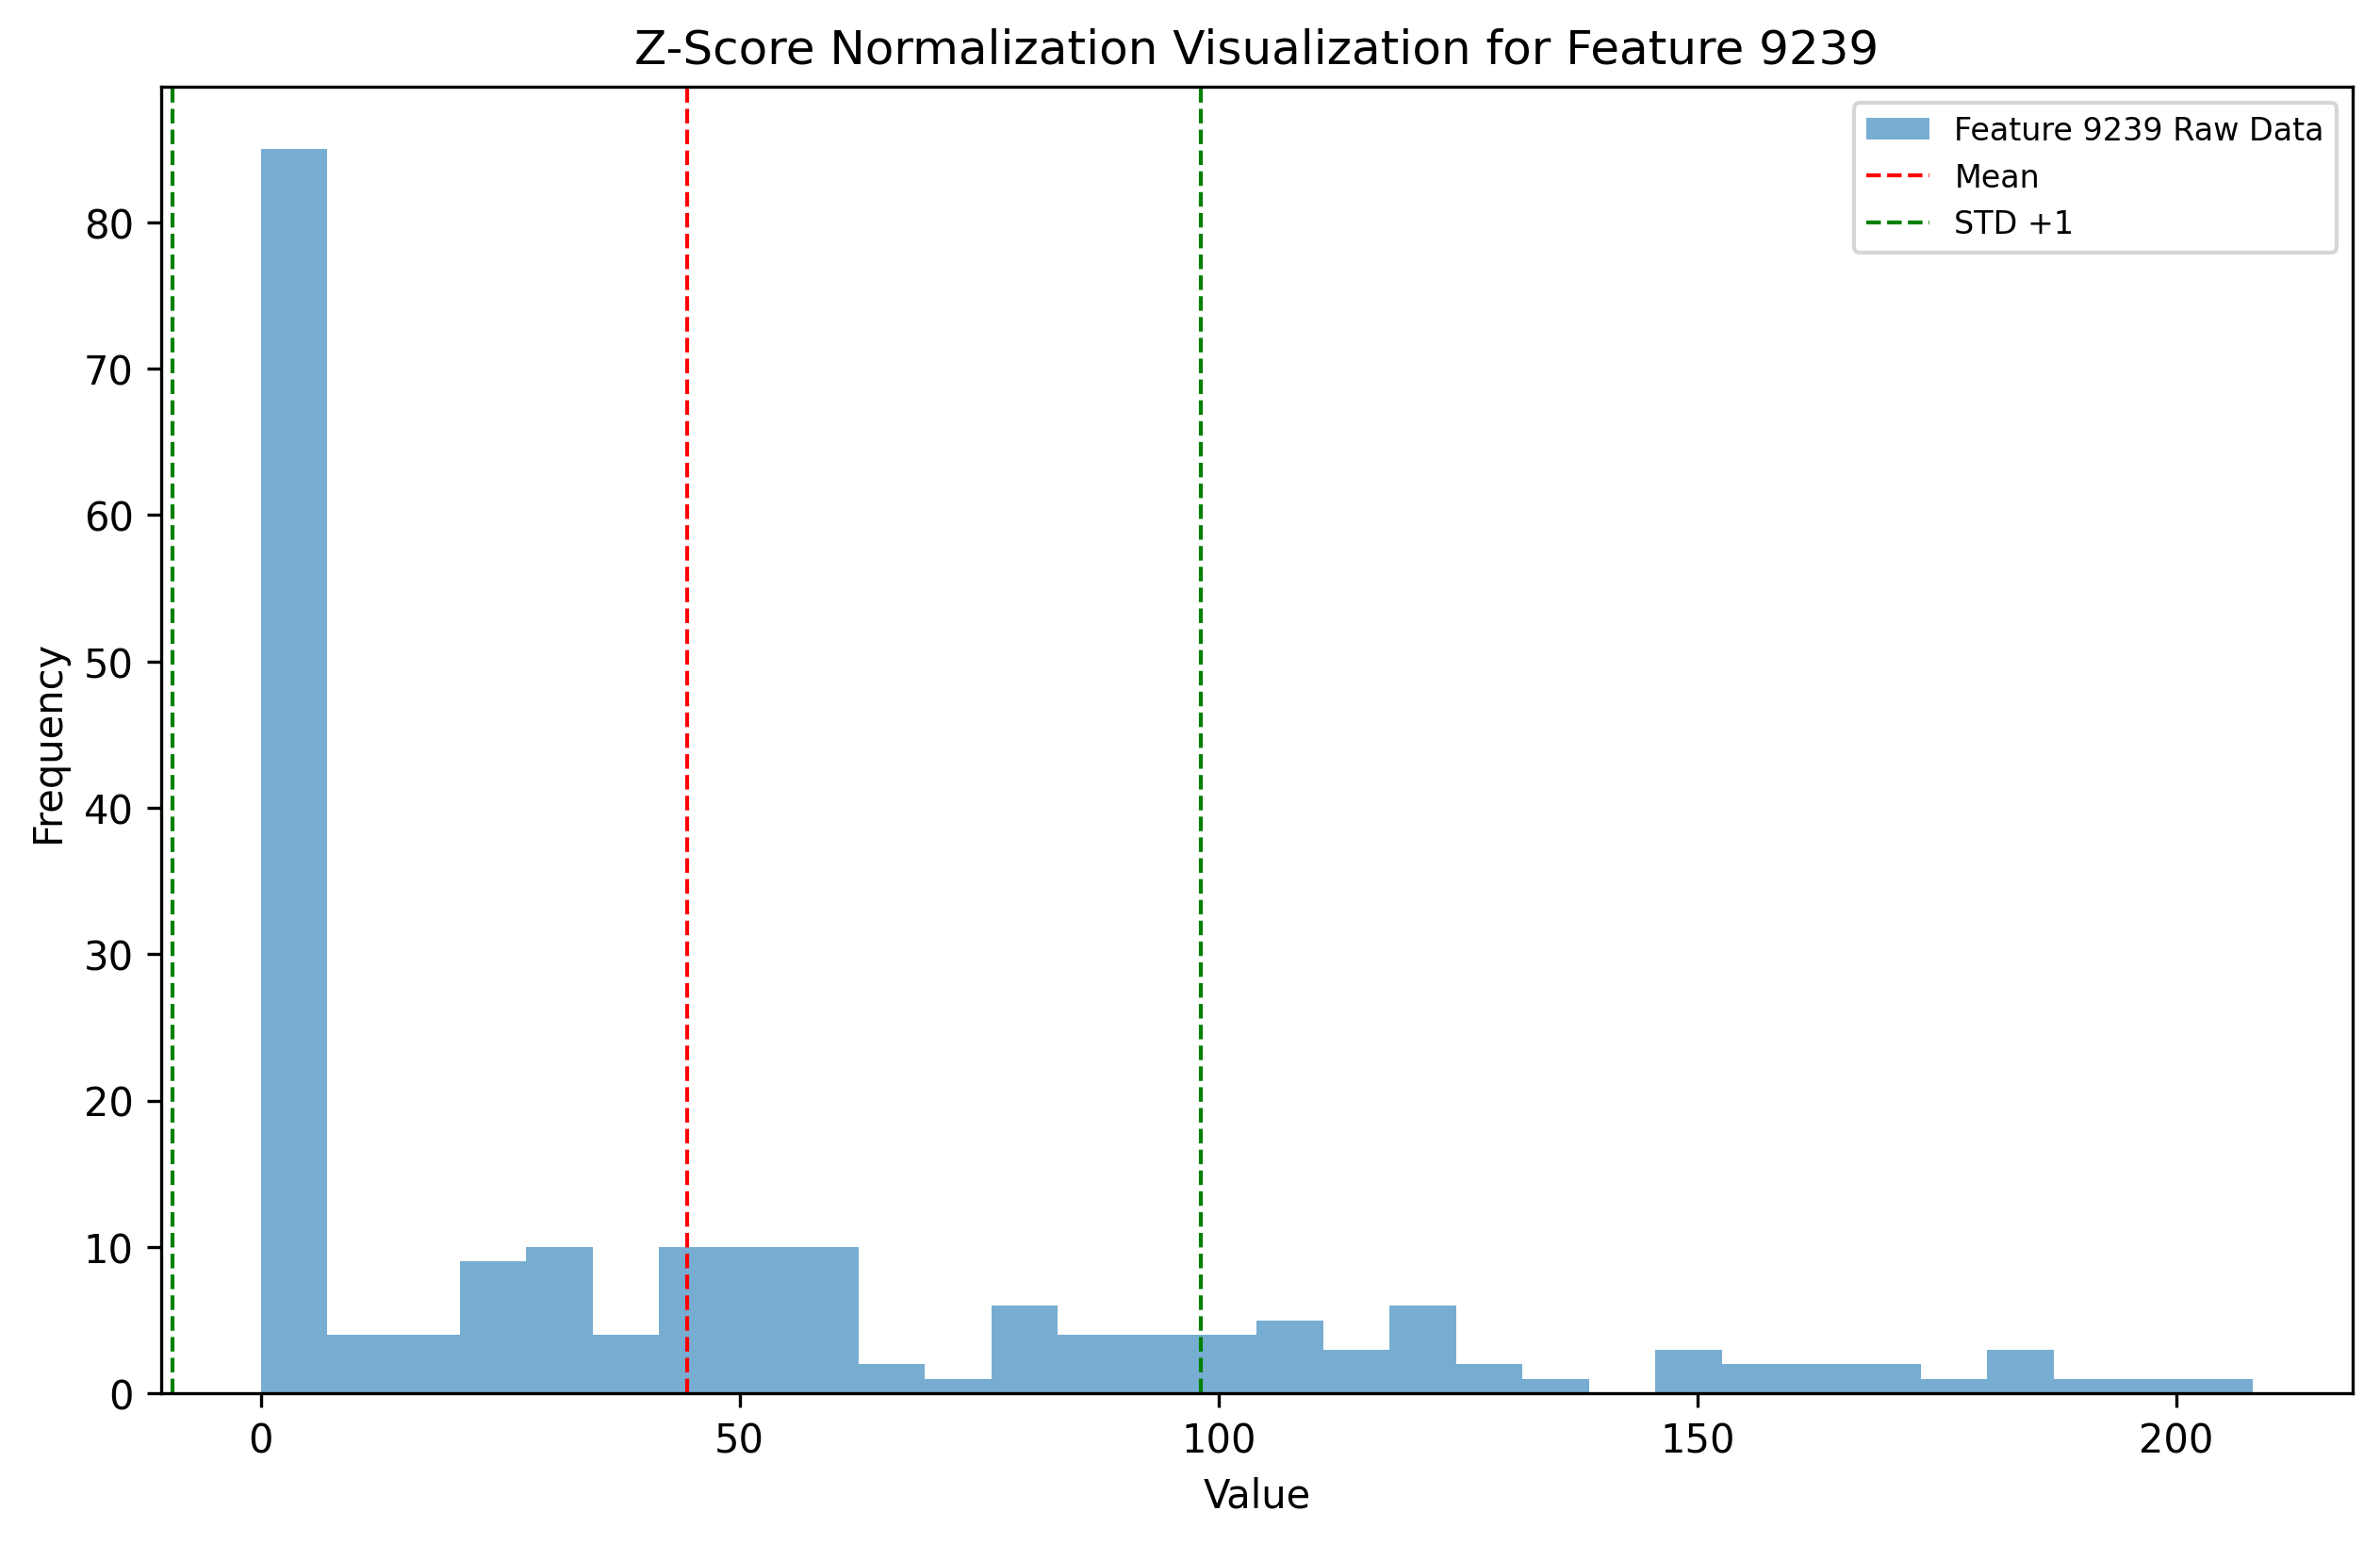 Z-Score Normalization Visualization for Feature 9239
Feature 9239 Raw Data
Mean
STD +1
Frequency
80
70
60
50
40
30
20
10
0
0 50 100 150 200
Value